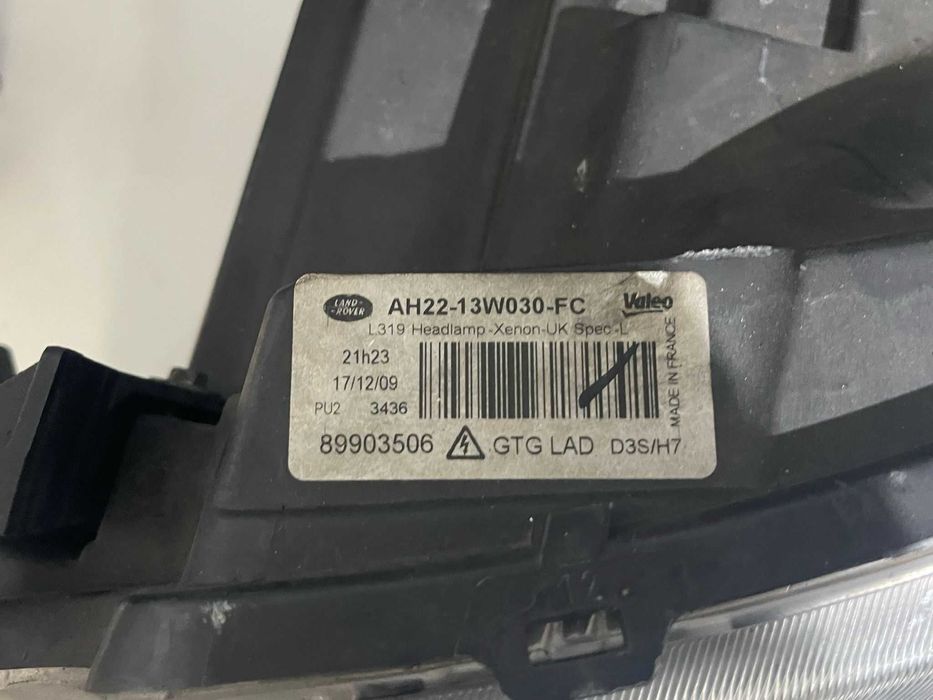 LAND-
-ROVER
AH22-13W030-FC
Valeo
L319 Headlamp-Xenon-UK Spec-L
21h23
17/12/09
PU2 3436
MADE IN FRANCE
89903506 GTG LAD D3S/H7